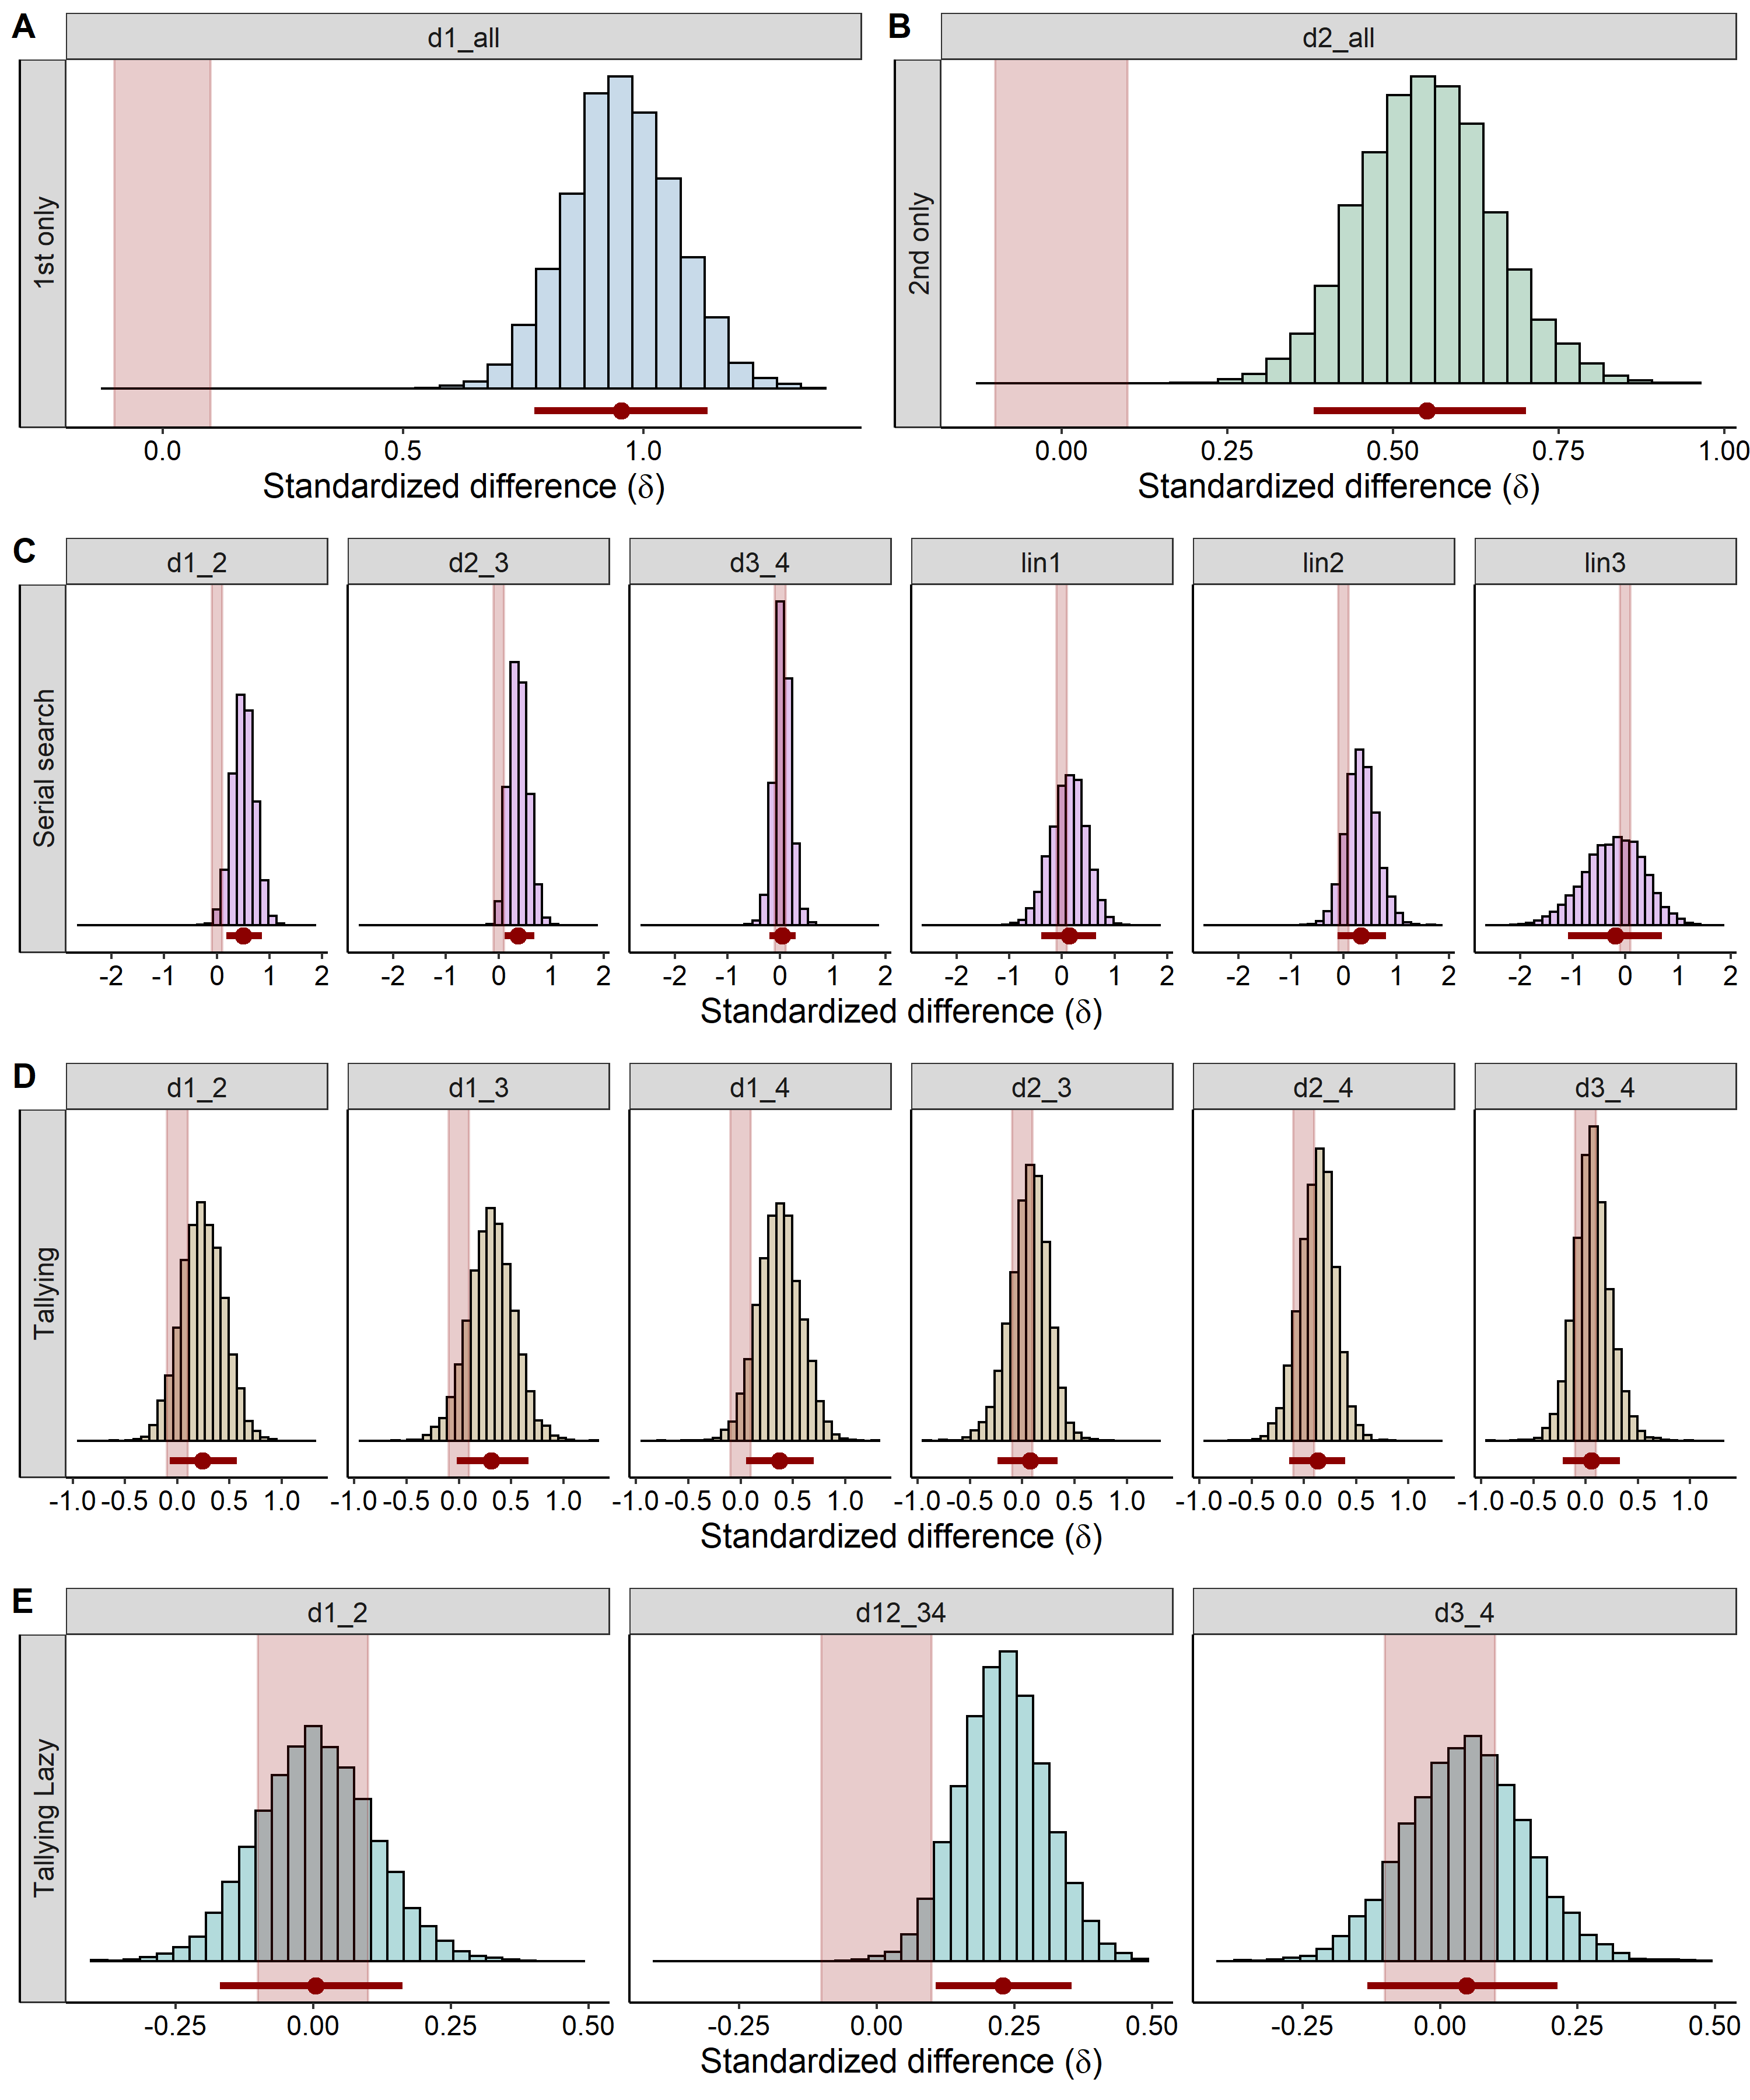 A
d1_all
1st only
0.0 0.5 1.0
Standardized difference (δ)
B
d2_all
2nd only
0.00 0.25 0.50 0.75 1.00
Standardized difference (δ)
C
d1_2 d2_3 d3_4 lin1 lin2 lin3
Serial search
-2 -1 0 1 2 -2 -1 0 1 2 -2 -1 0 1 2 -2 -1 0 1 2 -2 -1 0 1 2 -2 -1 0 1 2
Standardized difference (δ)
D
d1_2 d1_3 d1_4 d2_3 d2_4 d3_4
Tallying
-1.0 -0.5 0.0 0.5 1.0 -1.0 -0.5 0.0 0.5 1.0 -1.0 -0.5 0.0 0.5 1.0 -1.0 -0.5 0.0 0.5 1.0 -1.0 -0.5 0.0 0.5 1.0 -1.0 -0.5 0.0 0.5 1.0
Standardized difference (δ)
E
d1_2 d12_34 d3_4
Tallying Lazy
-0.25 0.00 0.25 0.50 -0.25 0.00 0.25 0.50 -0.25 0.00 0.25 0.50
Standardized difference (δ)